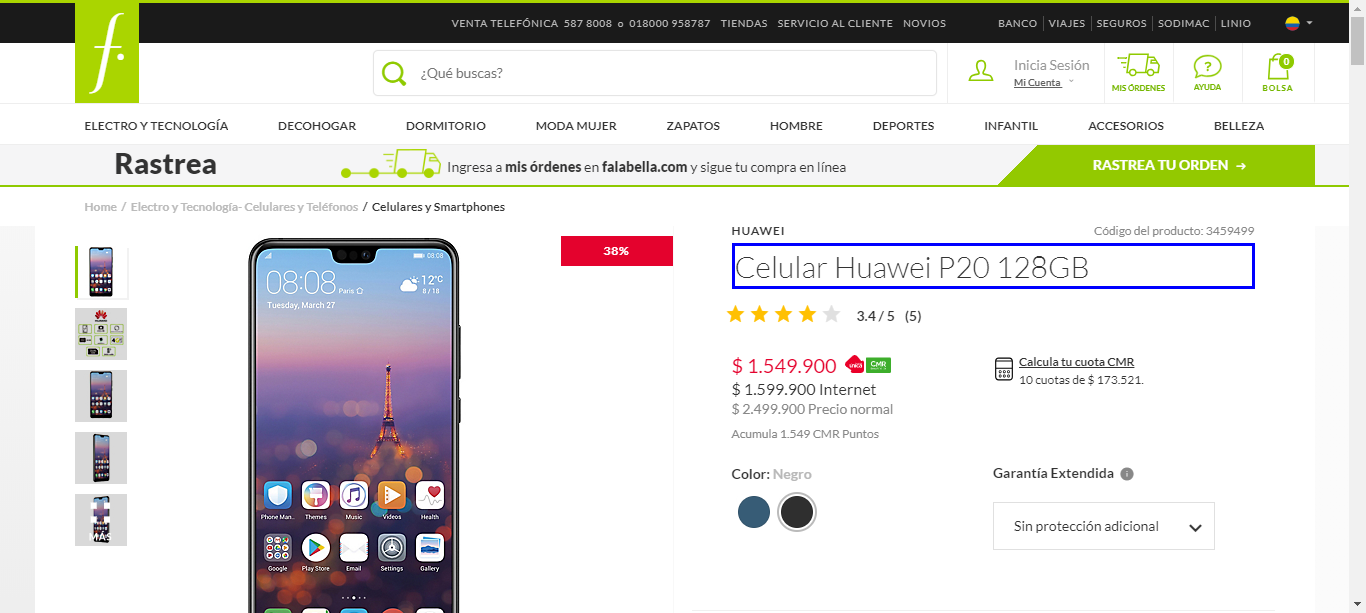 VENTA TELEFÓNICA 587 8008 o 018000 958787 TIENDAS SERVICIO AL CLIENTE NOVIOS BANCO VIAJES SEGUROS SODIMAC LINIO
f.
¿Qué buscas?
Inicia Sesión
Mi Cuenta
MIS ÓRDENES
?
AYUDA
0
BOLSA
ELECTRO Y TECNOLOGÍA DECOHOGAR DORMITORIO MODA MUJER ZAPATOS HOMBRE DEPORTES INFANTIL ACCESORIOS BELLEZA
Rastrea Ingresa a mis órdenes en falabella.com y sigue tu compra en línea RASTREA TU ORDEN →
Home / Electro y Tecnología- Celulares y Teléfonos / Celulares y Smartphones
MÁS
38%
08:08
08:08 Paris
Tuesday, March 27
12°C
8 / 18
Phone Man.. Themes Music Videos Health
Google Play Store Email Settings Gallery
HUAWEI Código del producto: 3459499
Celular Huawei P20 128GB
3.4 / 5 (5)
$ 1.549.900 CMR
$ 1.599.900 Internet
$ 2.499.900 Precio normal
Acumula 1.549 CMR Puntos
Calcula tu cuota CMR
10 cuotas de $ 173.521.
Color: Negro
Garantía Extendida i
Sin protección adicional